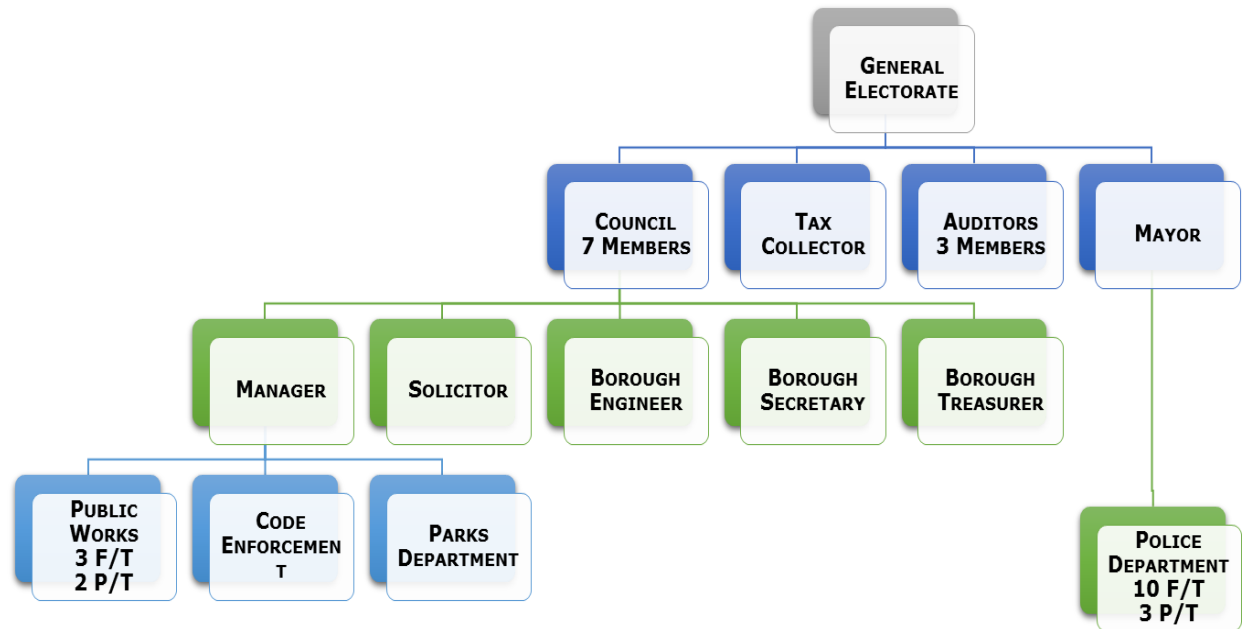 GENERAL
ELECTORATE
COUNCIL
7 MEMBERS
TAX
COLLECTOR
AUDITORS
3 MEMBERS
MAYOR
MANAGER
SOLICITOR
BOROUGH
ENGINEER
BOROUGH
SECRETARY
BOROUGH
TREASURER
PUBLIC
WORKS
3 F/T
2 P/T
CODE
ENFORCEMEN
T
PARKS
DEPARTMENT
POLICE
DEPARTMENT
10 F/T
3 P/T